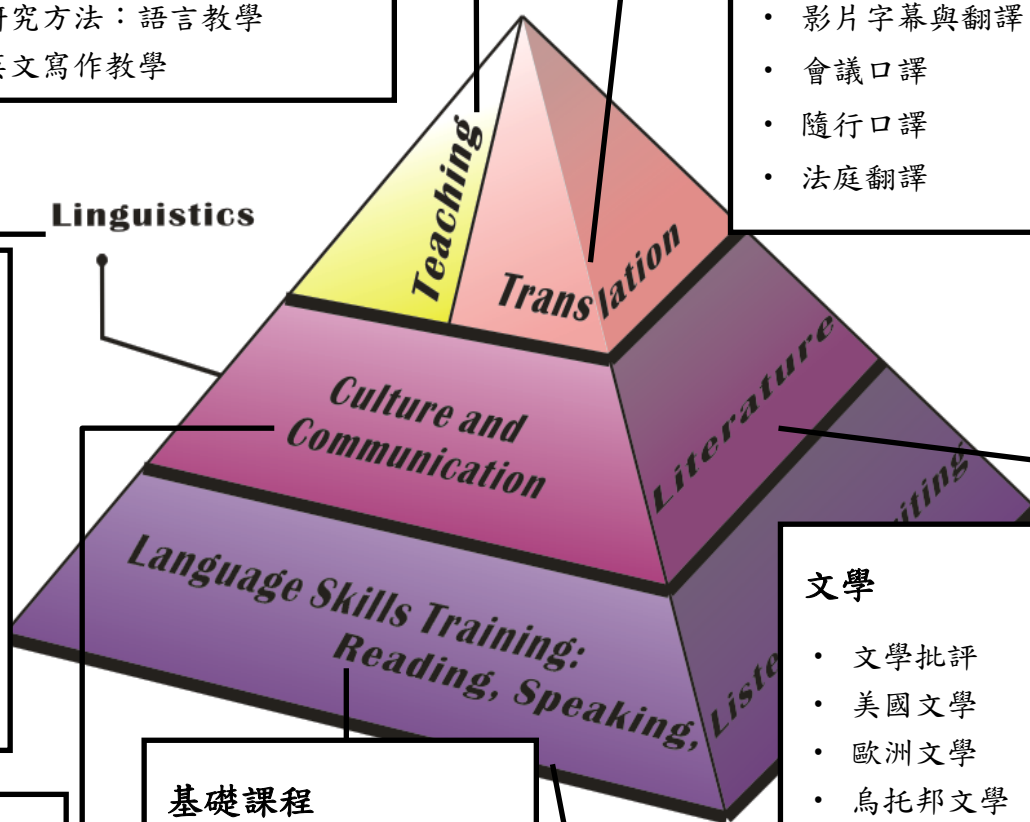 研究方法：語言教學
英文寫作教學
• 影片字幕與翻譯
• 會議口譯
• 隨行口譯
• 法庭翻譯
Linguistics
Teaching
Translation
Culture and
Communication
Literature
Language Skills Training:
Reading, Speaking,
文學
• 文學批評
• 美國文學
• 歐洲文學
• 烏托邦文學
基礎課程